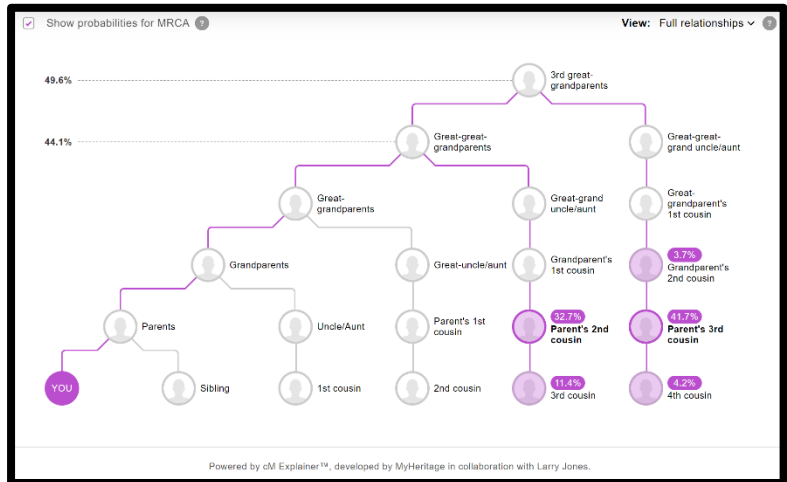 Show probabilities for MRCA ?
View: Full relationships ?
49.6%
3rd great-
grandparents
44.1%
Great-great-
grandparents
Great-great-
grand uncle/aunt
Great-
grandparents
Great-grand
uncle/aunt
Great-
grandparent's
1st cousin
Grandparents
Great-uncle/aunt
Grandparent's
1st cousin
3.7%
Grandparent's
2nd cousin
Parents
Uncle/Aunt
Parent's 1st
cousin
32.7%
Parent's 2nd
cousin
41.7%
Parent's 3rd
cousin
YOU
Sibling
1st cousin
2nd cousin
11.4%
3rd cousin
4.2%
4th cousin
Powered by cM Explainer™, developed by MyHeritage in collaboration with Larry Jones.